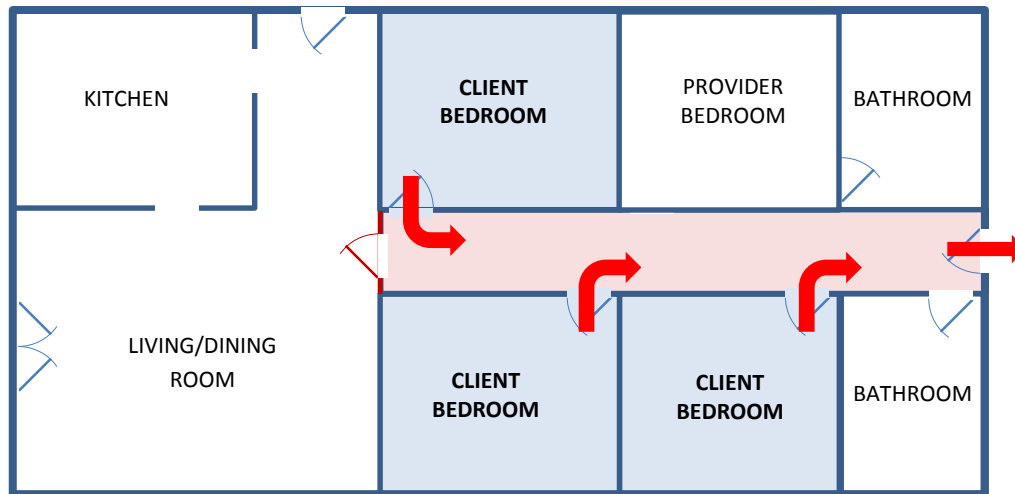 KITCHEN
CLIENT
BEDROOM
PROVIDER
BEDROOM
BATHROOM
LIVING/DINING
ROOM
CLIENT
BEDROOM
CLIENT
BEDROOM
BATHROOM